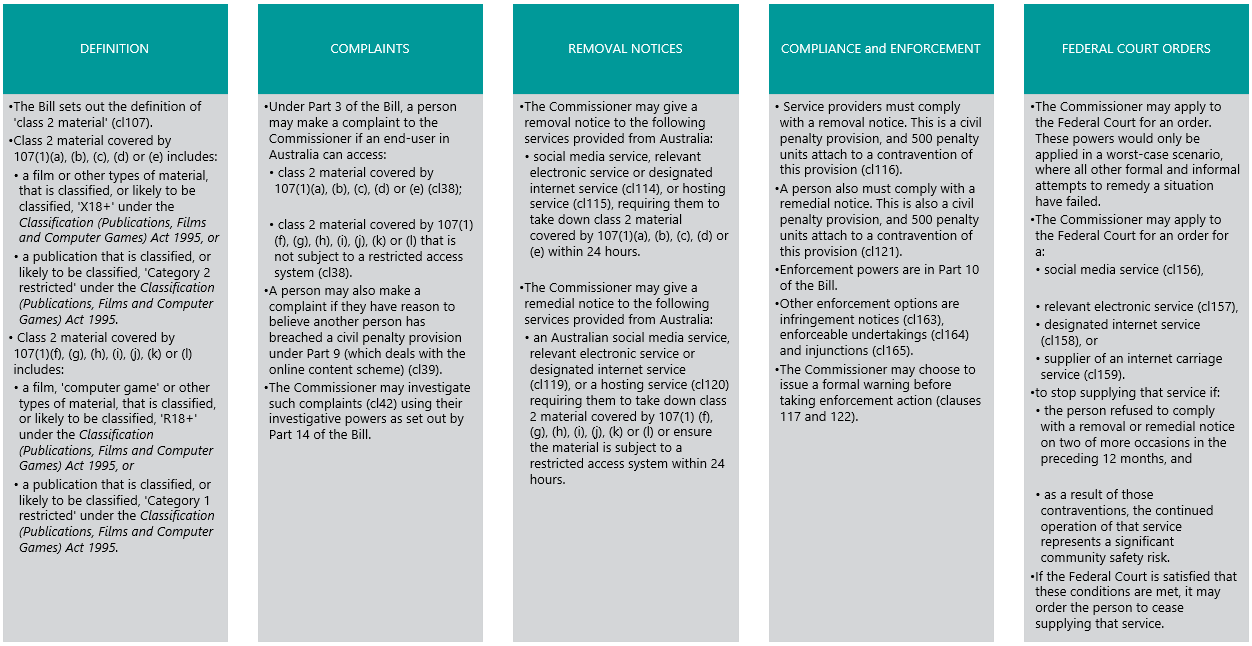 DEFINITION
•The Bill sets out the definition of
'class 2 material' (cl107).
•Class 2 material covered by
107(1)(a), (b), (c), (d) or (e) includes:
• a film or other types of material,
that is classified, or likely to be
classified, 'X18+' under the
Classification (Publications, Films
and Computer Games) Act 1995, or
• a publication that is classified, or
likely to be classified, 'Category 2
restricted' under the Classification
(Publications, Films and Computer
Games) Act 1995.
• Class 2 material covered by
107(1)(f), (g), (h), (i), (j), (k) or (l)
includes:
• a film, 'computer game' or other
types of material, that is classified,
or likely to be classified, 'R18+'
under the Classification
(Publications, Films and Computer
Games) Act 1995, or
• a publication that is classified, or
likely to be classified, 'Category 1
restricted' under the Classification
(Publications, Films and Computer
Games) Act 1995.
COMPLAINTS
•Under Part 3 of the Bill, a person
may make a complaint to the
Commissioner if an end-user in
Australia can access:
• class 2 material covered by
107(1)(a), (b), (c), (d) or (e) (cl38);
• class 2 material covered by 107(1)
(f), (g), (h), (i), (j), (k) or (l) that is
not subject to a restricted access
system (cl38).
•A person may also make a
complaint if they have reason to
believe another person has
breached a civil penalty provision
under Part 9 (which deals with the
online content scheme) (cl39).
•The Commissioner may investigate
such complaints (cl42) using their
investigative powers as set out by
Part 14 of the Bill.
REMOVAL NOTICES
•The Commissioner may give a
removal notice to the following
services provided from Australia:
• social media service, relevant
electronic service or designated
internet service (cl114), or hosting
service (cl115), requiring them to
take down class 2 material
covered by 107(1)(a), (b), (c), (d) or
(e) within 24 hours.
•The Commissioner may give a
remedial notice to the following
services provided from Australia:
• an Australian social media service,
relevant electronic service or
designated internet service
(cl119), or a hosting service (cl120)
requiring them to take down class
2 material covered by 107(1) (f),
(g), (h), (i), (j), (k) or (l) or ensure
the material is subject to a
restricted access system within 24
hours.
COMPLIANCE and ENFORCEMENT
• Service providers must comply
with a removal notice. This is a civil
penalty provision, and 500 penalty
units attach to a contravention of
this provision (cl116).
•A person also must comply with a
remedial notice. This is also a civil
penalty provision, and 500 penalty
units attach to a contravention of
this provision (cl121).
•Enforcement powers are in Part 10
of the Bill.
•Other enforcement options are
infringement notices (cl163),
enforceable undertakings (cl164)
and injunctions (cl165).
•The Commissioner may choose to
issue a formal warning before
taking enforcement action (clauses
117 and 122).
FEDERAL COURT ORDERS
•The Commissioner may apply to
the Federal Court for an order.
These powers would only be
applied in a worst-case scenario,
where all other formal and informal
attempts to remedy a situation
have failed.
•The Commissioner may apply to
the Federal Court for an order for
a:
• social media service (cl156),
• relevant electronic service (cl157),
• designated internet service
(cl158), or
• supplier of an internet carriage
service (cl159).
•to stop supplying that service if:
• the person refused to comply
with a removal or remedial notice
on two of more occasions in the
preceding 12 months, and
• as a result of those
contraventions, the continued
operation of that service
represents a significant
community safety risk.
•If the Federal Court is satisfied that
these conditions are met, it may
order the person to cease
supplying that service.